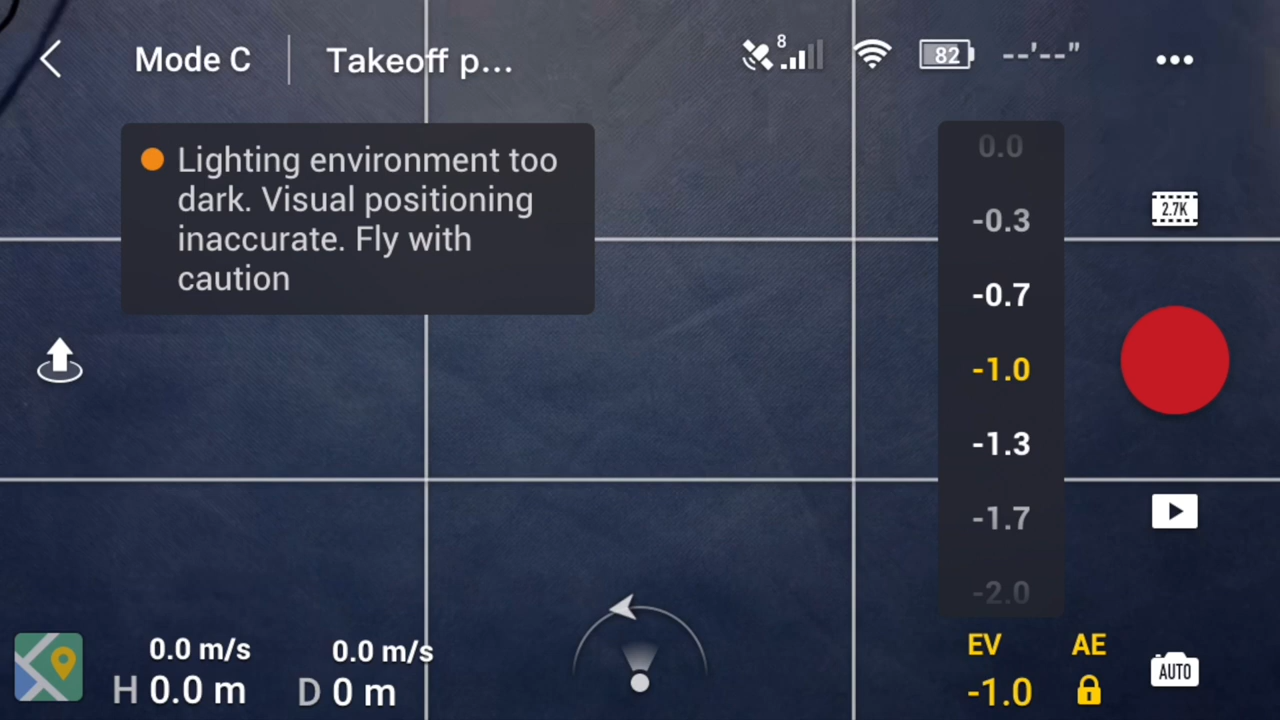 Mode C
Takeoff p...
8
82
--'--"
•••
Lighting environment too
dark. Visual positioning
inaccurate. Fly with
caution
0.0
-0.3
-0.7
-1.0
-1.3
-1.7
-2.0
2.7K
0.0 m/s
0.0 m/s
H 0.0 m
D 0 m
EV
AE
-1.0
AUTO